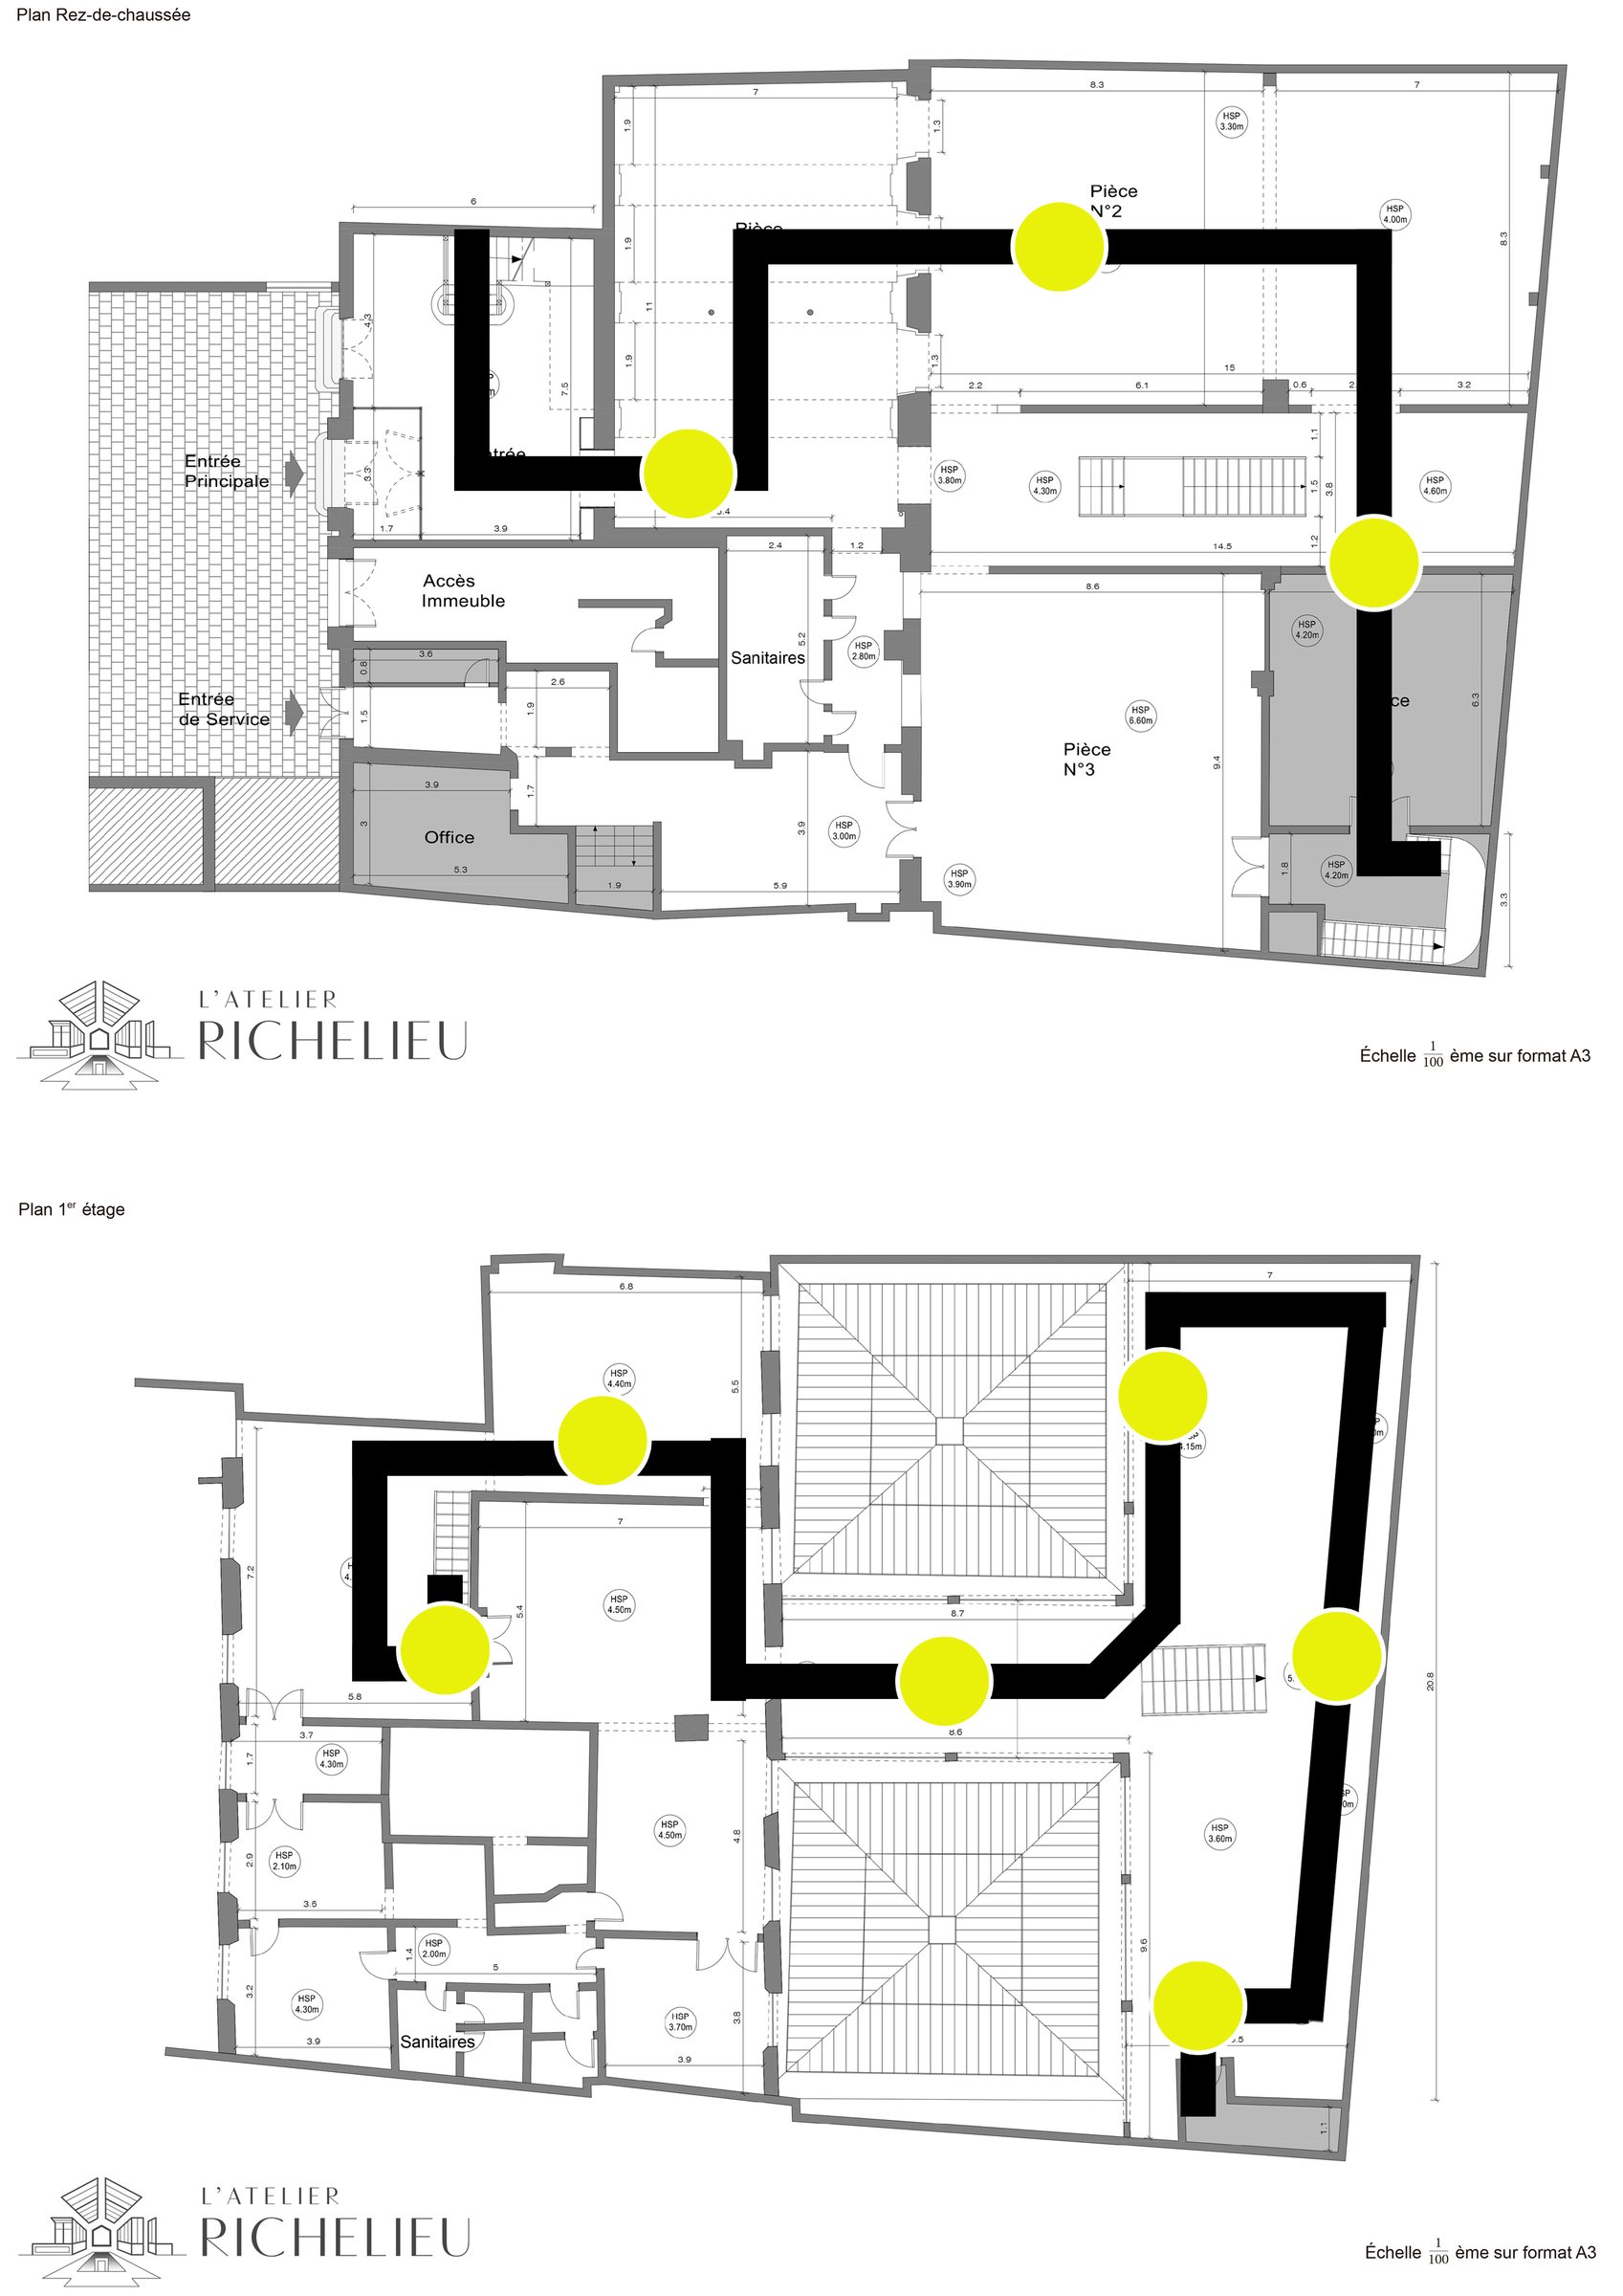 Plan Rez-de-chaussée
7
8.3
7
1.9
1.3
HSP
3.30m
Pièce
N°2
HSP
4.00m
6
1.9
8.3
11
4.3
7.5
1.9
1.3
15
2.2
6.1
0.6
3.2
1.1
Entrée
Principale
3.3
HSP
3.80m
HSP
4.30m
1.5
3.8
HSP
4.60m
1.7
3.9
2.4
1.2
14.5
1.2
Accès
Immeuble
8.6
HSP
4.20m
5.2
Sanitaires
HSP
2.80m
3.6
0.8
2.6
1.9
1.5
Entrée
de Service
HSP
6.60m
6.3
Pièce
N°3
9.4
3.9
1.7
3
Office
3.9
HSP
3.00m
5.3
1.9
5.9
HSP
3.90m
1.8
HSP
4.20m
3.3
L'ATELIER
RICHELIEU
Échelle 1/100 ème sur format A3
Plan 1er étage
7
6.8
HSP
4.40m
5.5
4.15m
7.2
7
5.4
HSP
4.50m
8.7
5.8
20.8
3.7
1.7
HSP
4.30m
8.6
HSP
4.50m
4.8
HSP
3.60m
2.9
HSP
2.10m
3.6
HSP
2.00m
1.4
5
9.6
3.2
HSP
4.30m
3.9
Sanitaires
HSP
3.70m
3.8
3.9
1.1
L'ATELIER
RICHELIEU
Échelle 1/100 ème sur format A3